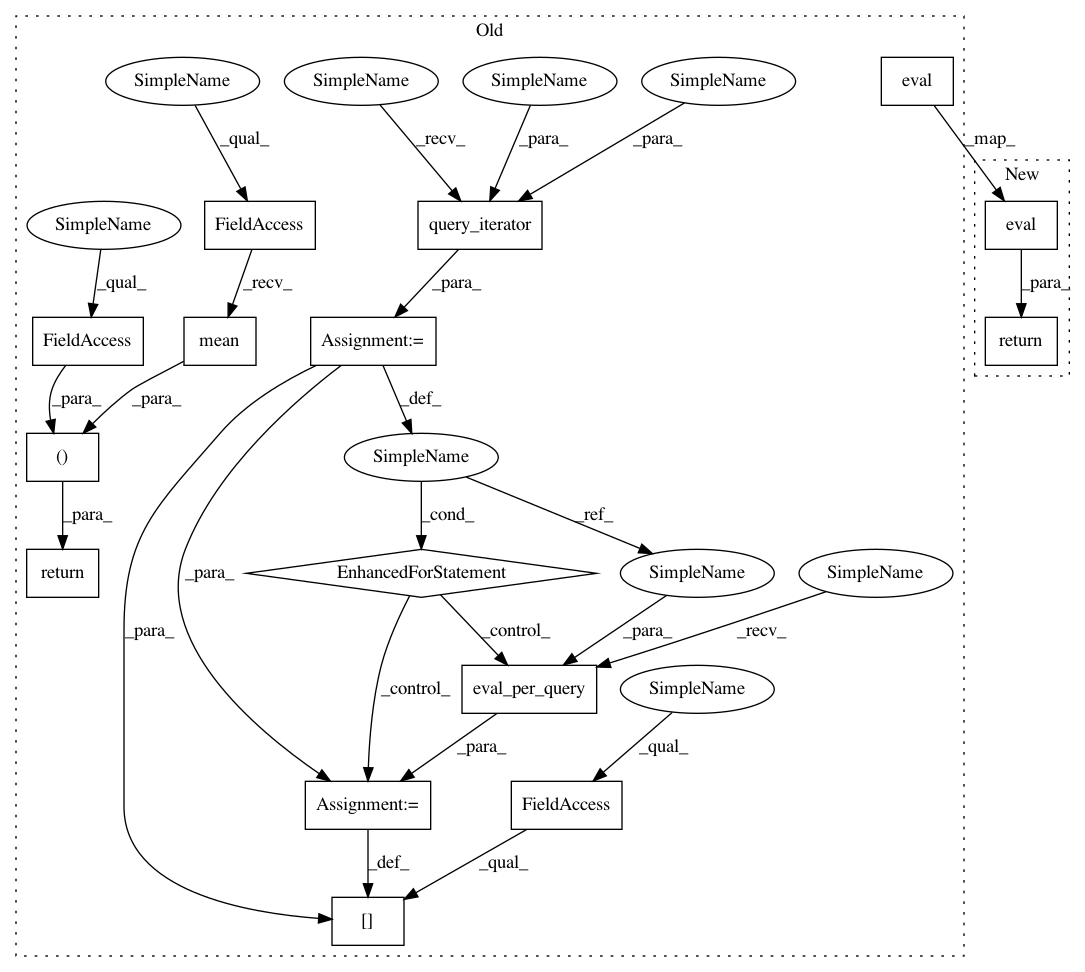 Old
SimpleName
SimpleName
SimpleName
SimpleName
eval
_qual_
_recv_
_para_
_para_
_map_
New
SimpleName
FieldAccess
query_iterator
eval
_qual_
_recv_
_para_
_para_
FieldAccess
mean
Assignment:=
return
_para_
_para_
_def_
()
SimpleName
_para_
_cond_
_ref_
return
_para_
EnhancedForStatement
SimpleName
SimpleName
_para_
_control_
_para_
_recv_
_control_
eval_per_query
SimpleName
_para_
_qual_
Assignment:=
FieldAccess
_def_
_qual_
[]